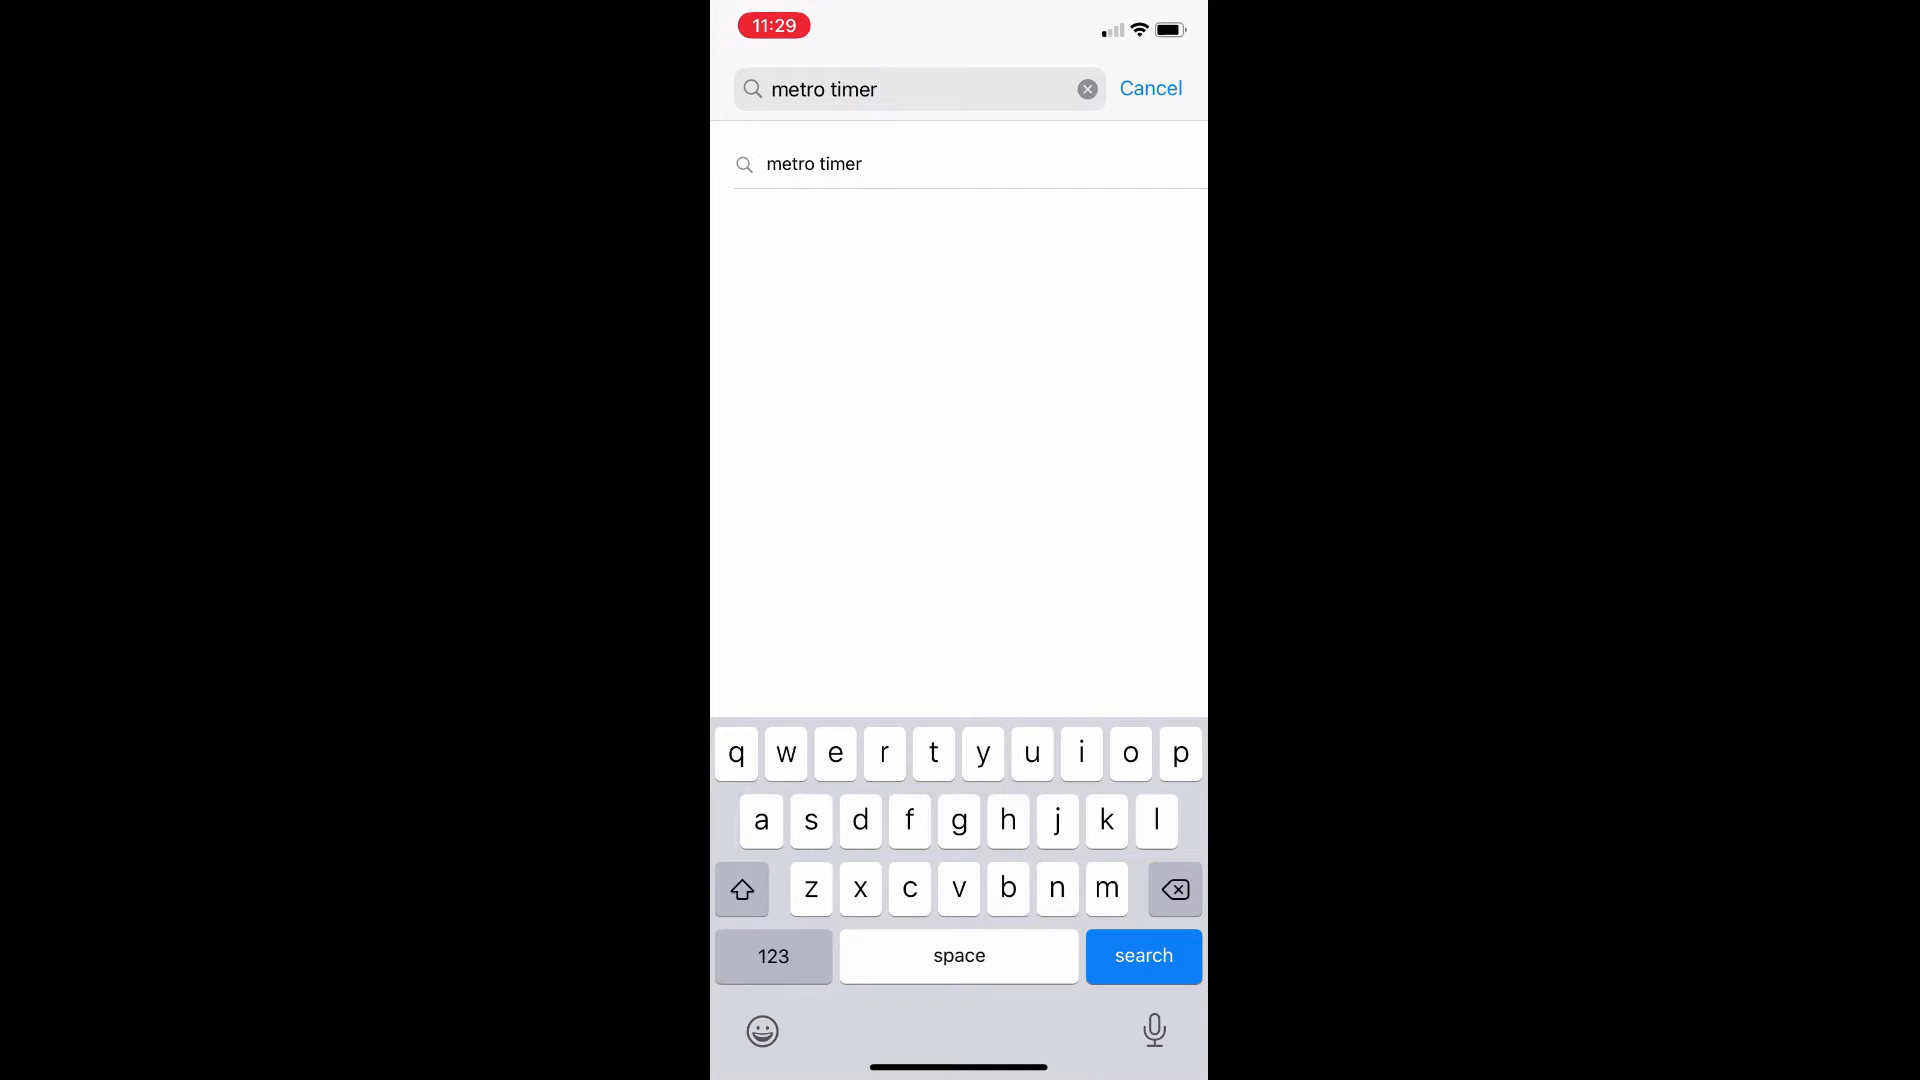 11:29
metro timer
Cancel
metro timer
q w e r t y u i o p
a s d f g h j k l
z x c v b n m
123 space search